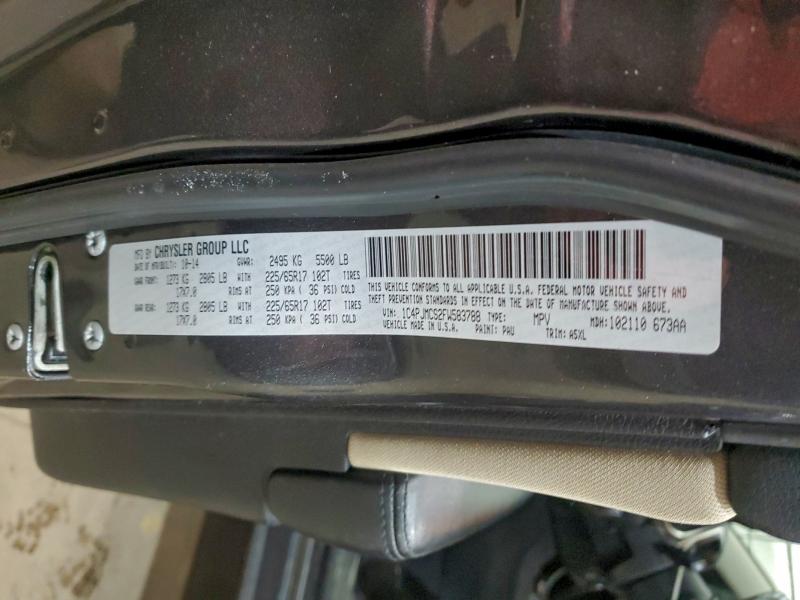 MFD BY CHRYSLER GROUP LLC
DATE OF MFR(BUILT): 10-14 GVWR: 2495 KG 5500 LB
GAWR FRONT: 1273 KG 2805 LB WITH 225/65R17 102T TIRES
17X7.0 RIMS AT 250 KPA ( 36 PSI) COLD
GAWR REAR: 1273 KG 2805 LB WITH 225/65R17 102T TIRES
17X7.0 RIMS AT 250 KPA ( 36 PSI) COLD
THIS VEHICLE CONFORMS TO ALL APPLICABLE U.S.A. FEDERAL MOTOR VEHICLE SAFETY AND
THEFT PREVENTION STANDARDS IN EFFECT ON THE DATE OF MANUFACTURE SHOWN ABOVE.
VIN: 1C4PJMCS2FW583788 TYPE: MPV MDH: 102110 673AA
VEHICLE MADE IN U.S.A. PAINT: PAU TRIM: A5XL